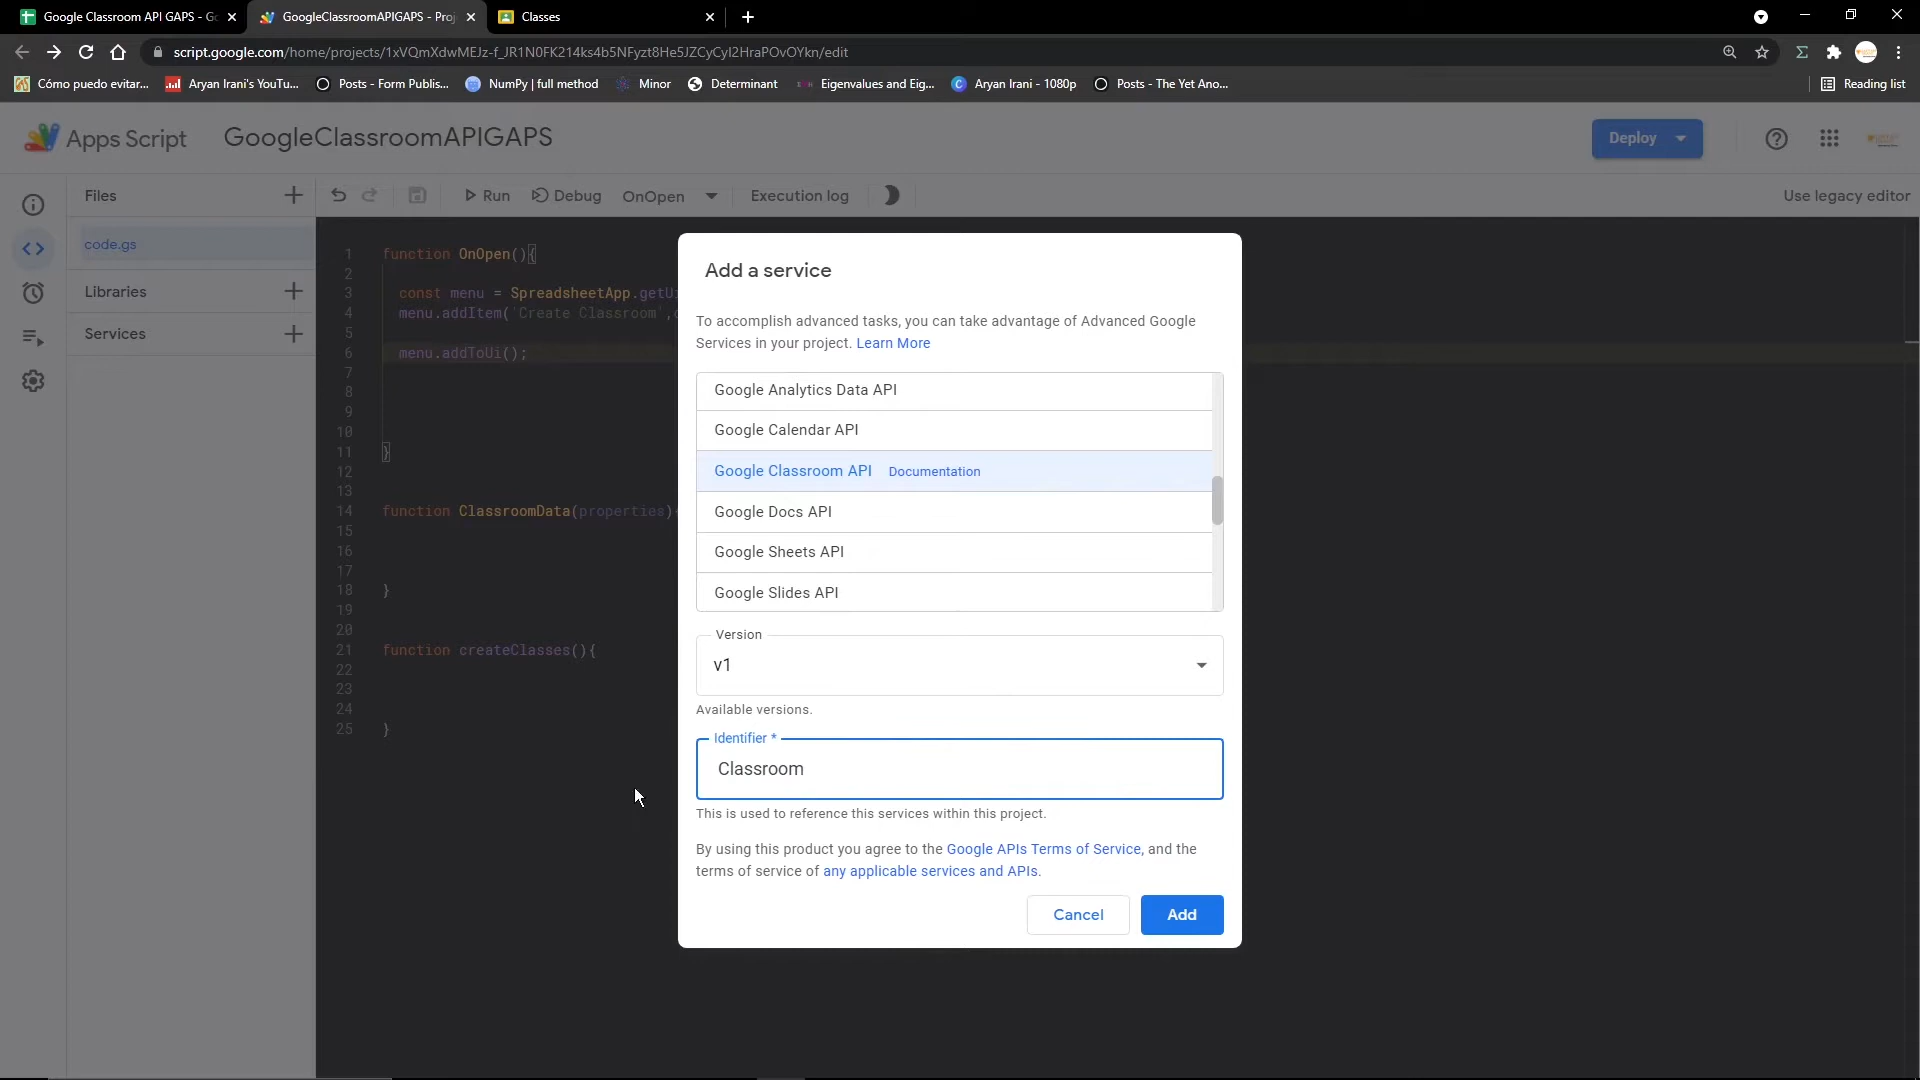 Google Classroom API GAPS - Go
GoogleClassroomAPIGAPS - Proj
Classes
script.google.com/home/projects/1xVQmXdwMEJz-f_JR1N0FK214ks4b5NFyzt8He5JZCyCyI2HraPOvOYkn/edit
Cómo puedo evitar...
Aryan Irani's YouTu...
Posts - Form Publis...
NumPy | full method
Minor
Determinant
Eigenvalues and Eig...
Aryan Irani - 1080p
Posts - The Yet Ano...
Reading list
Apps Script
GoogleClassroomAPIGAPS
Deploy
Files
Run
Debug
OnOpen
Execution log
Use legacy editor
code.gs
Libraries
Services
1 function OnOpen(){
2
3 const menu = SpreadsheetApp.getUi
4 menu.addItem('Create Classroom',
5
6 menu.addToUi();
7
8
9
10
11 }
12
13
14 function ClassroomData(properties)
15
16
17
18 }
19
20
21 function createClasses(){
22
23
24
25 }
Add a service
To accomplish advanced tasks, you can take advantage of Advanced Google
Services in your project. Learn More
Google Analytics Data API
Google Calendar API
Google Classroom API Documentation
Google Docs API
Google Sheets API
Google Slides API
Version
v1
Available versions.
Identifier *
Classroom
This is used to reference this services within this project.
By using this product you agree to the Google APIs Terms of Service, and the
terms of service of any applicable services and APIs.
Cancel
Add